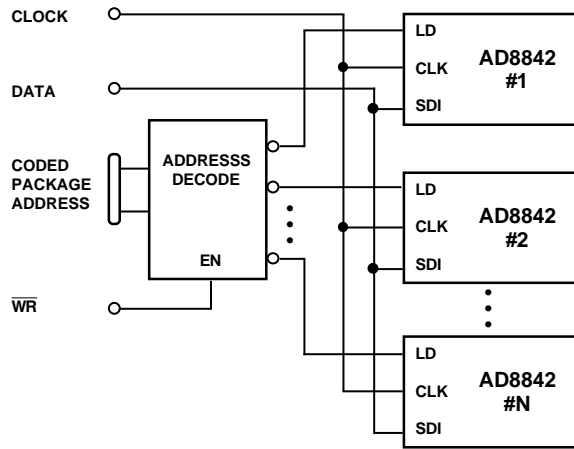 CLOCK
DATA
CODED
PACKAGE
ADDRESS
WR
ADDRESSS
DECODE
EN
LD
CLK
SDI
AD8842
#1
LD
CLK
SDI
AD8842
#2
LD
CLK
SDI
AD8842
#N